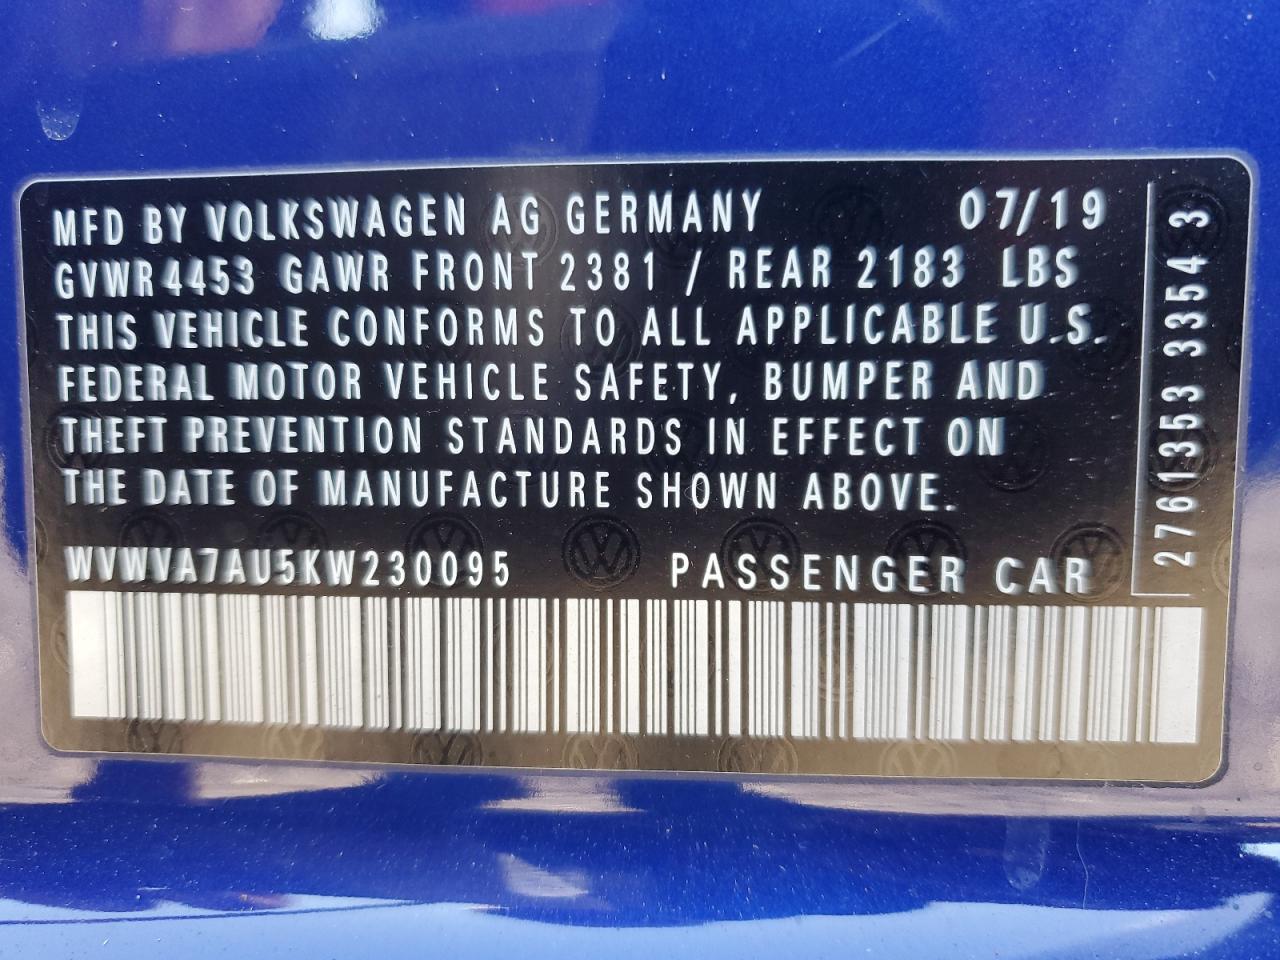 MFD BY VOLKSWAGEN AG GERMANY 07/19
GVWR 4453 GAWR FRONT 2381 / REAR 2183 LBS
THIS VEHICLE CONFORMS TO ALL APPLICABLE U.S.
FEDERAL MOTOR VEHICLE SAFETY, BUMPER AND
THEFT PREVENTION STANDARDS IN EFFECT ON
THE DATE OF MANUFACTURE SHOWN ABOVE.
WVWVA7AU5KW230095 PASSENGER CAR
2761353 3354 3